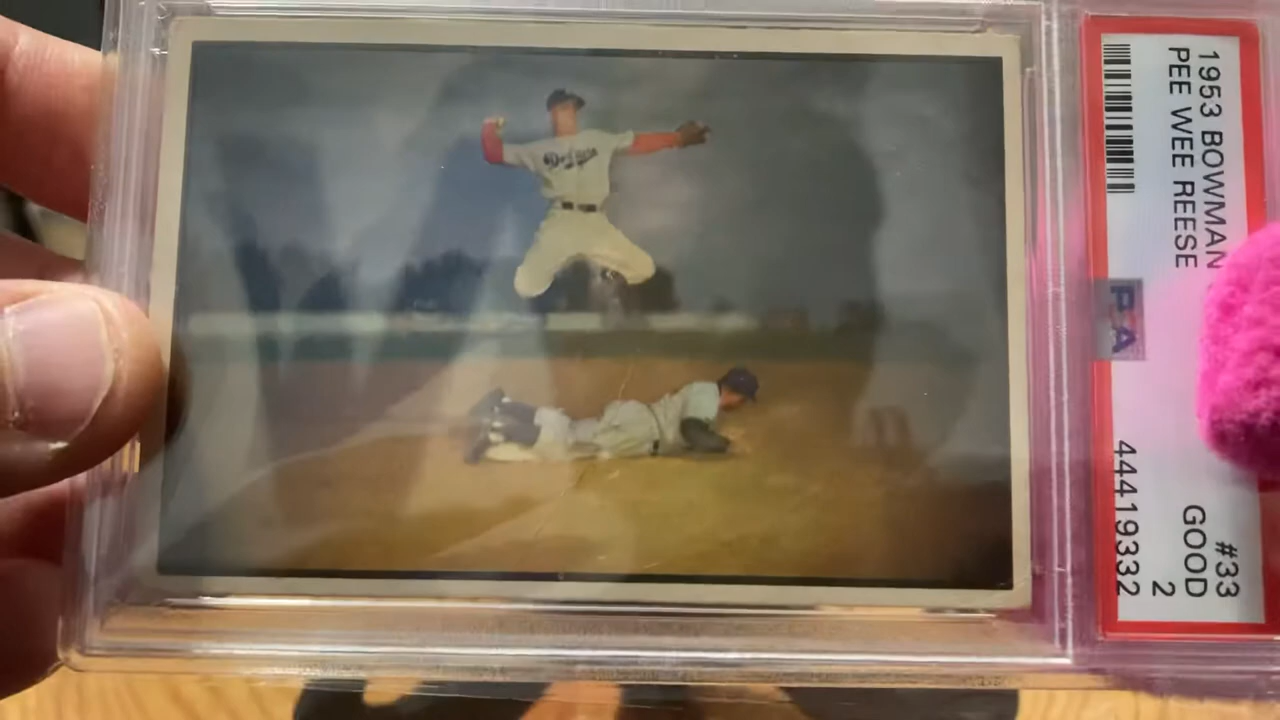 1953 BOWMAN
PEE WEE REESE
#33
GOOD
2
44419332
PSA
Dodgers